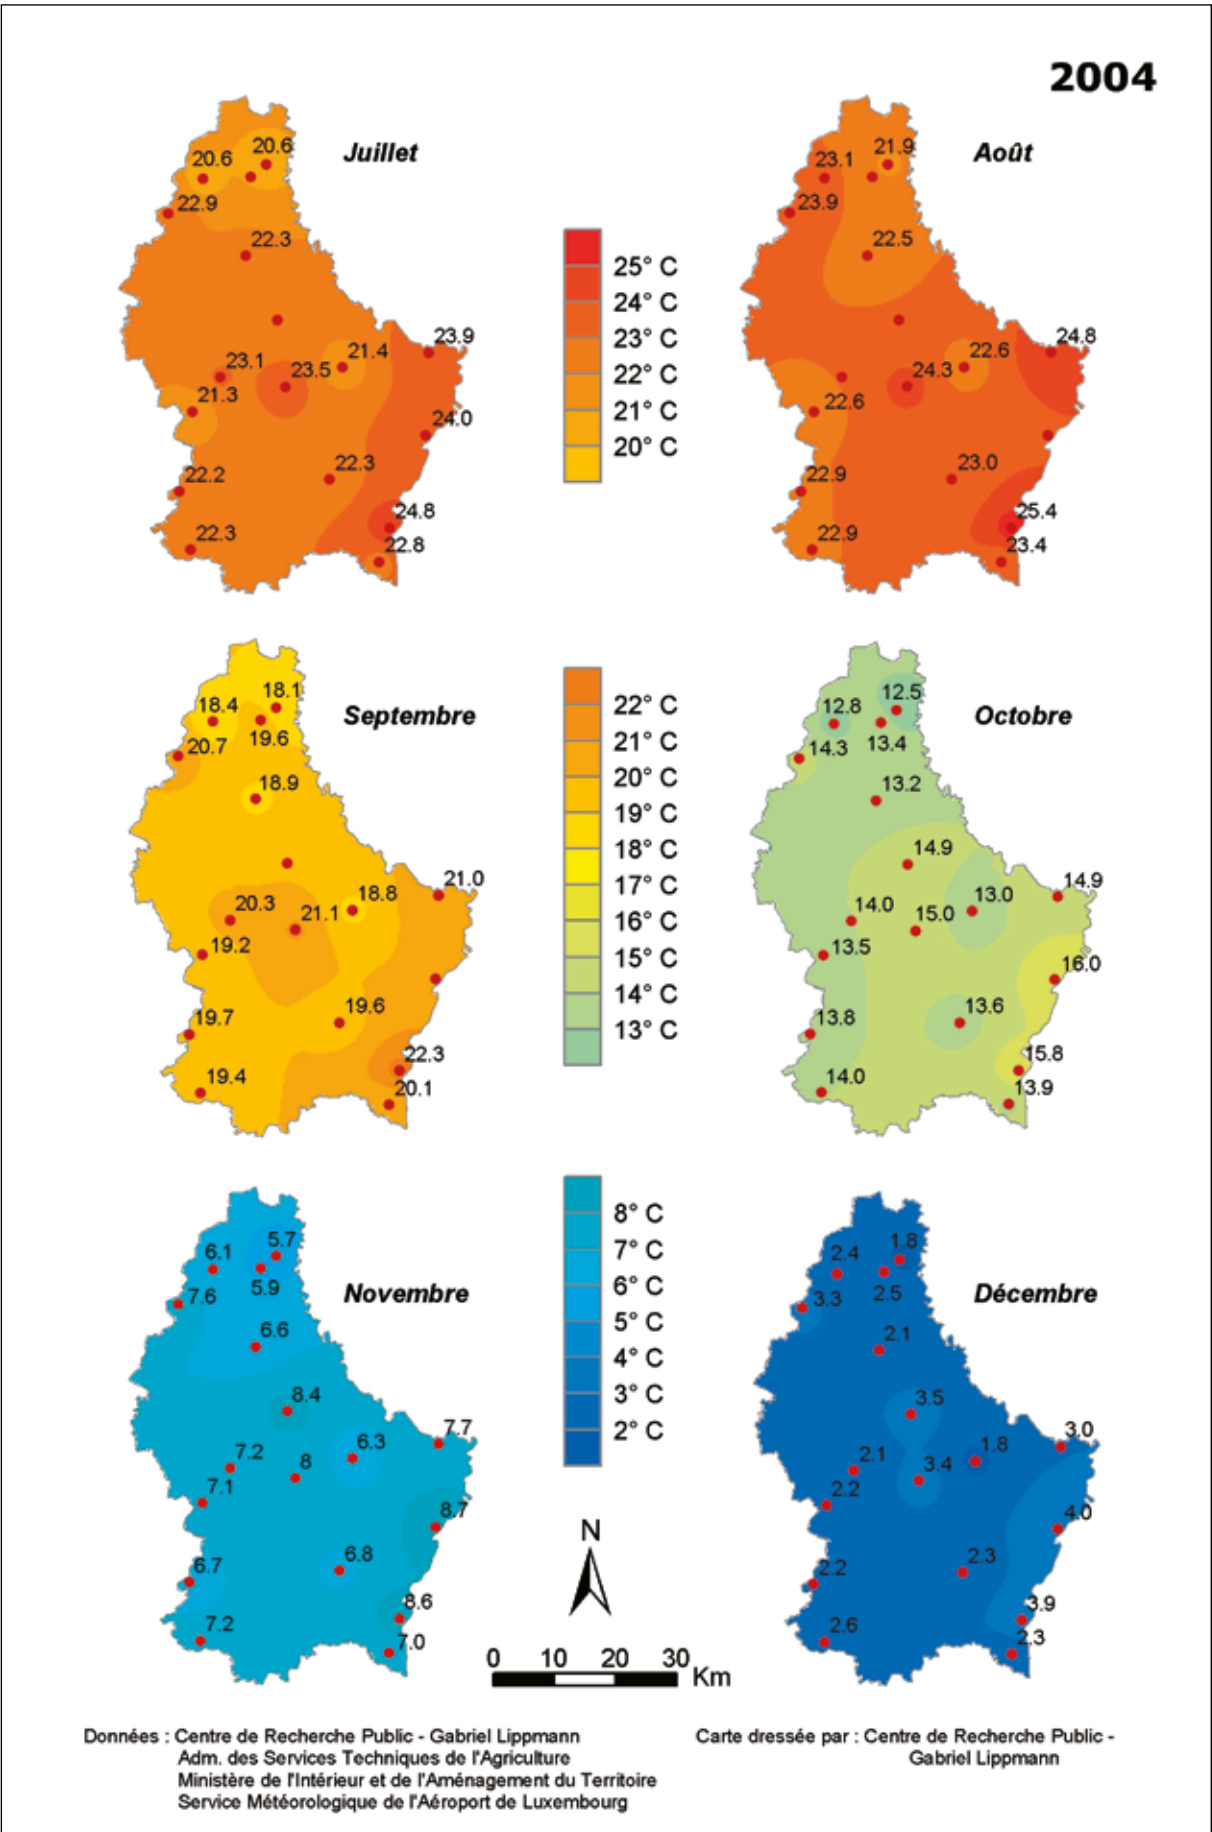 2004
Juillet
20.6
20.6
22.9
22.3
23.9
21.4
23.1
23.5
21.3
24.0
22.3
22.2
24.8
22.3
22.8
25° C
24° C
23° C
22° C
21° C
20° C
Août
21.9
23.1
23.9
22.5
24.8
22.6
24.3
22.6
23.0
22.9
25.4
22.9
23.4
Septembre
18.1
18.4
19.6
20.7
18.9
21.0
18.8
20.3
21.1
19.2
19.6
19.7
22.3
19.4
20.1
22° C
21° C
20° C
19° C
18° C
17° C
16° C
15° C
14° C
13° C
Octobre
12.5
12.8
13.4
14.3
13.2
14.9
14.9
13.0
14.0
15.0
13.5
16.0
13.6
13.8
15.8
14.0
13.9
Novembre
5.7
6.1
5.9
7.6
6.6
8.4
7.7
6.3
7.2
8
7.1
8.7
6.8
6.7
8.6
7.2
7.0
8° C
7° C
6° C
5° C
4° C
3° C
2° C
Décembre
1.8
2.4
2.5
3.3
2.1
3.5
3.0
1.8
2.1
3.4
2.2
4.0
2.3
2.2
3.9
2.6
2.3
N
0 10 20 30
Km
Données : Centre de Recherche Public - Gabriel Lippmann
Adm. des Services Techniques de l'Agriculture
Ministère de l'Intérieur et de l'Aménagement du Territoire
Service Météorologique de l'Aéroport de Luxembourg
Carte dressée par : Centre de Recherche Public -
Gabriel Lippmann